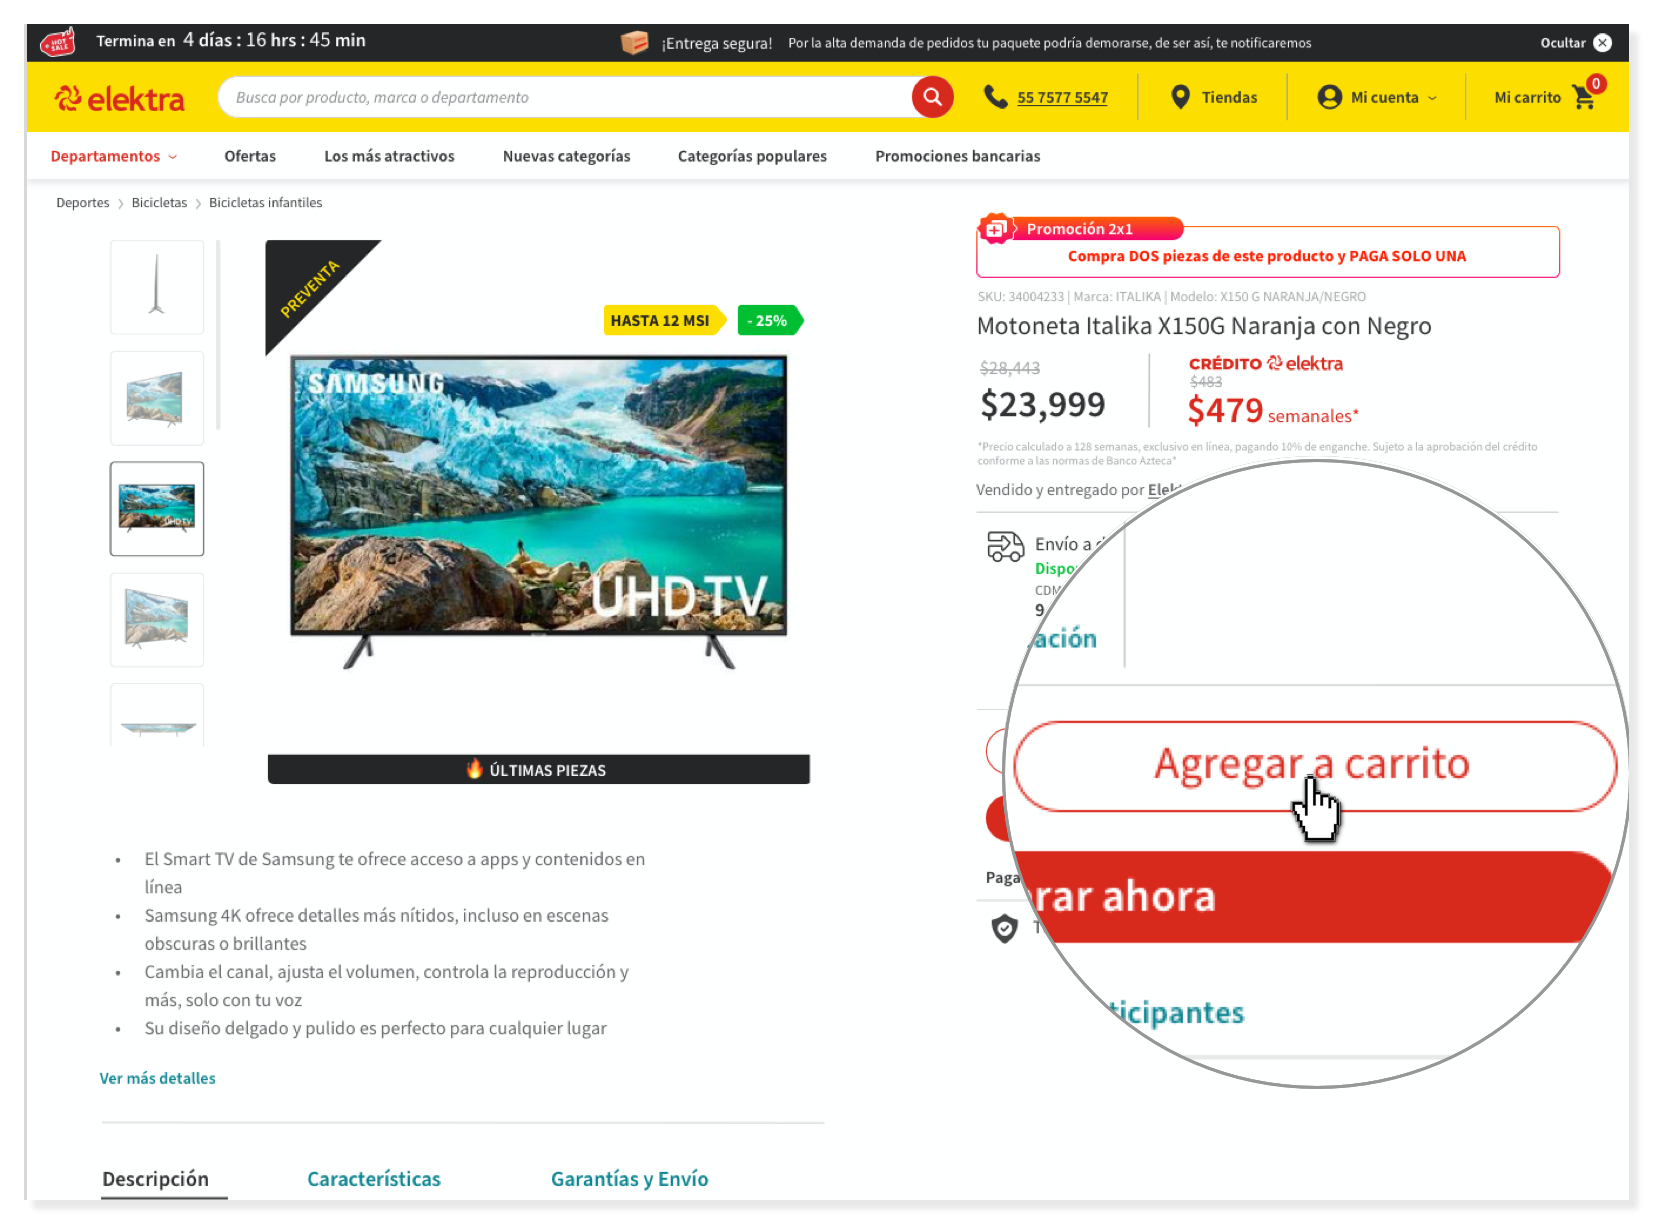 HOT SALE
Termina en 4 días : 16 hrs : 45 min
¡Entrega segura! Por la alta demanda de pedidos tu paquete podría demorarse, de ser así, te notificaremos
Ocultar
elektra
Busca por producto, marca o departamento
55 7577 5547
Tiendas
Mi cuenta
Mi carrito
0
Departamentos
Ofertas
Los más atractivos
Nuevas categorías
Categorías populares
Promociones bancarias
Deportes > Bicicletas > Bicicletas infantiles
PREVENTA
HASTA 12 MSI
- 25%
SAMSUNG
UHD TV
UHD TV
ÚLTIMAS PIEZAS
Promoción 2x1
Compra DOS piezas de este producto y PAGA SOLO UNA
SKU: 34004233 | Marca: ITALIKA | Modelo: X150 G NARANJA/NEGRO
Motoneta Italika X150G Naranja con Negro
$28,443
$23,999
CRÉDITO elektra
$483
$479 semanales*
*Precio calculado a 128 semanas, exclusivo en línea, pagando 10% de enganche. Sujeto a la aprobación del crédito
conforme a las normas de Banco Azteca*
Vendido y entregado por Elek
Envío a
Dispo
CDM
9
ación
Agregar a carrito
rar ahora
Paga
T
ticipantes
• El Smart TV de Samsung te ofrece acceso a apps y contenidos en
línea
• Samsung 4K ofrece detalles más nítidos, incluso en escenas
obscuras o brillantes
• Cambia el canal, ajusta el volumen, controla la reproducción y
más, solo con tu voz
• Su diseño delgado y pulido es perfecto para cualquier lugar
Ver más detalles
Descripción
Características
Garantías y Envío